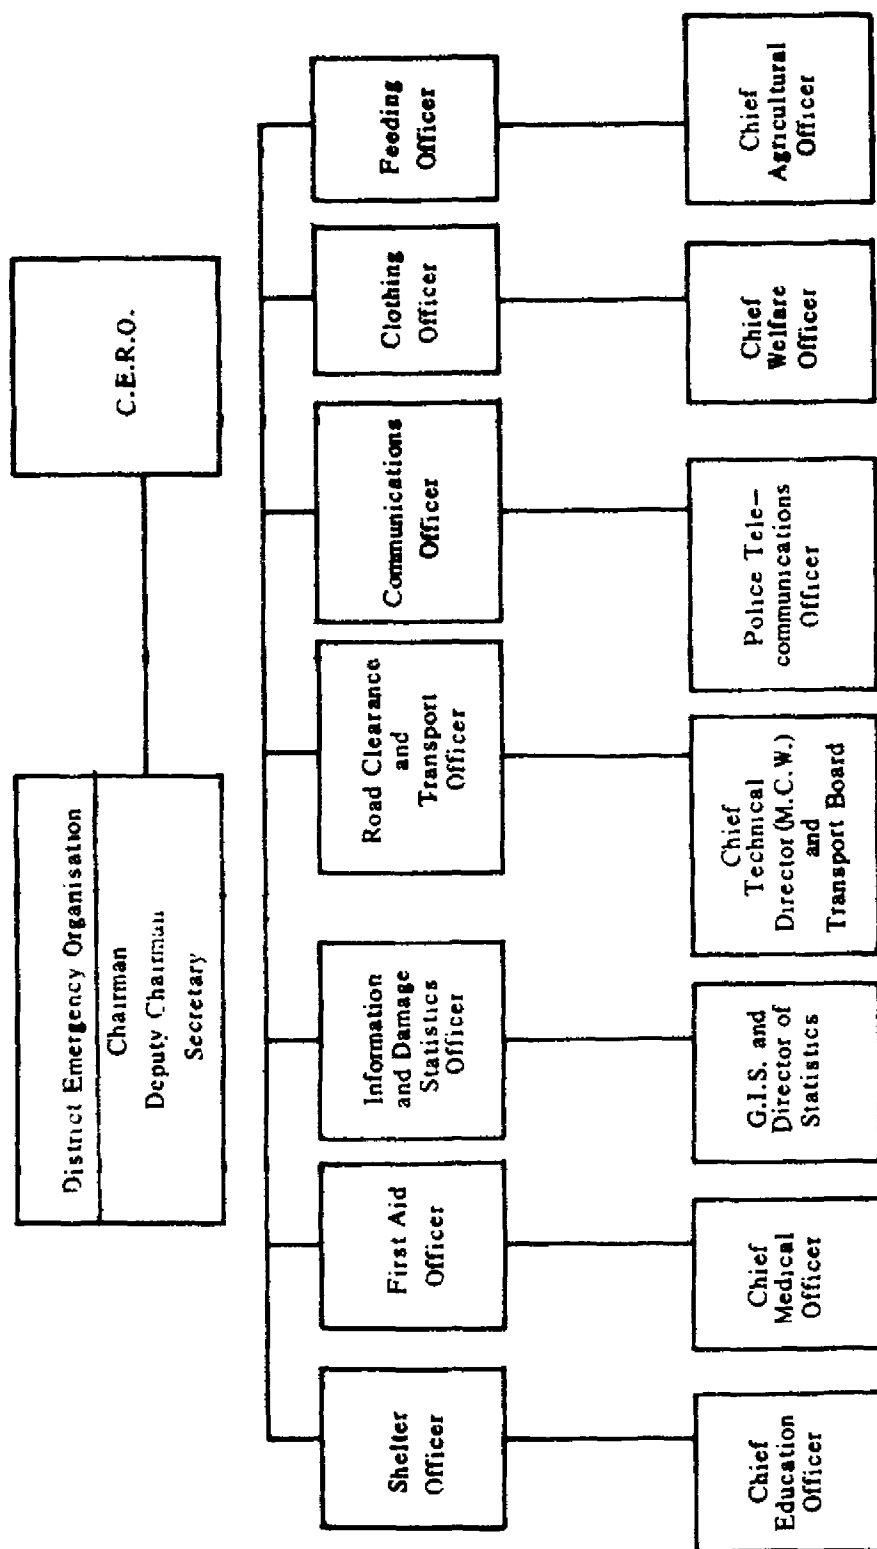 District Emergency Organisation
Chairman
Deputy Chairman
Secretary
C.E.R.O.
Shelter
Officer
First Aid
Officer
Information
and Damage
Statistics
Officer
Road Clearance
and
Transport
Officer
Communications
Officer
Clothing
Officer
Feeding
Officer
Chief
Education
Officer
Chief
Medical
Officer
G.I.S. and
Director of
Statistics
Chief
Technical
Director (M.C.W.)
and
Transport Board
Police Tele–
communications
Officer
Chief
Welfare
Officer
Chief
Agricultural
Officer